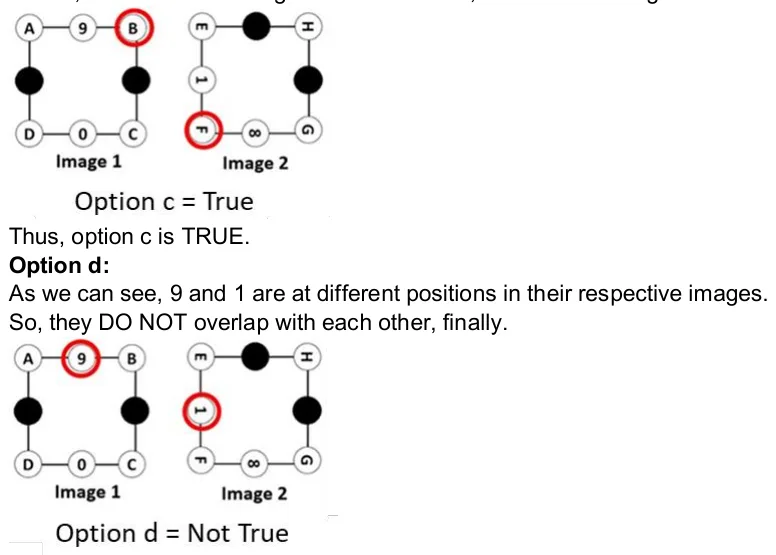 A 9 B E H
1
D 0 C F 8 G
Image 1 Image 2
Option c = True
Thus, option c is TRUE.
Option d:
As we can see, 9 and 1 are at different positions in their respective images.
So, they DO NOT overlap with each other, finally.
A 9 B E H
1
D 0 C F 8 G
Image 1 Image 2
Option d = Not True